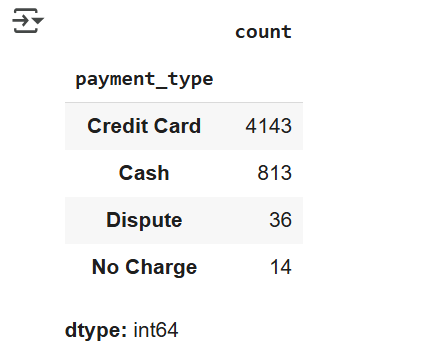 count
payment_type
Credit Card 4143
Cash 813
Dispute 36
No Charge 14
dtype: int64